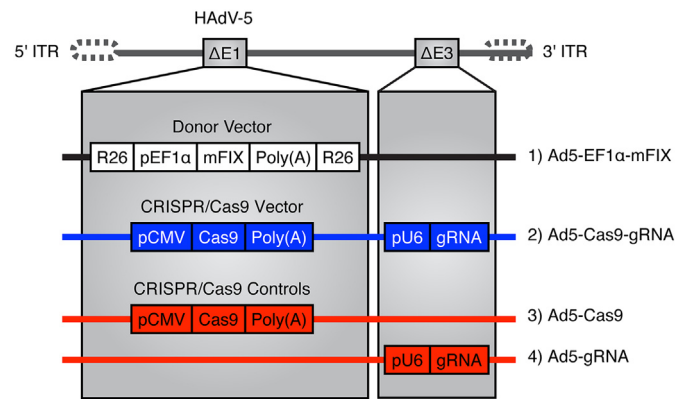 HAdV-5
5' ITR
ΔE1
ΔE3
3' ITR
Donor Vector
R26 pEF1α mFIX Poly(A) R26
1) Ad5-EF1α-mFIX
CRISPR/Cas9 Vector
pCMV Cas9 Poly(A)
pU6 gRNA
2) Ad5-Cas9-gRNA
CRISPR/Cas9 Controls
pCMV Cas9 Poly(A)
3) Ad5-Cas9
pU6 gRNA
4) Ad5-gRNA